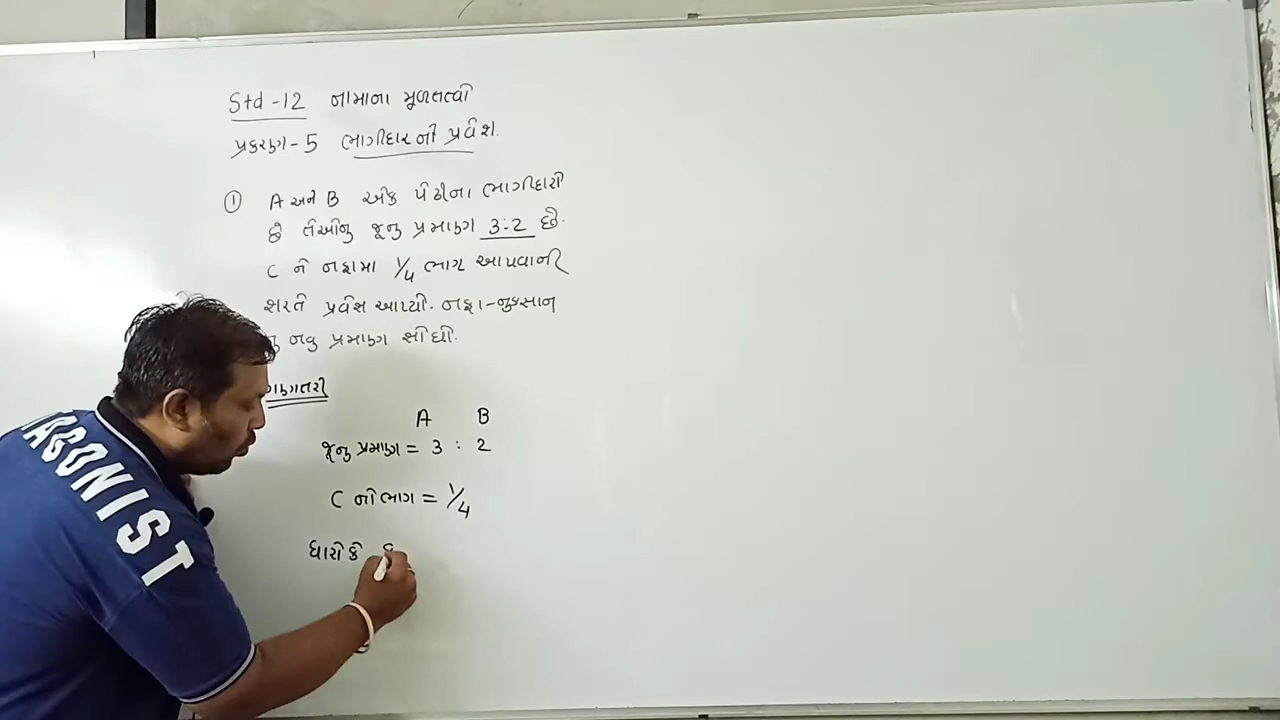 Std-12 નામાના મૂળતત્વો
પ્રકરણ-5 ભાગીદારનો પ્રવેશ.
① A અને B એક પેઢીના ભાગીદારો
છે. તેઓનુ જૂનુ પ્રમાણ 3:2 છે.
C ને નફામા 1/4 ભાગ આપવાની
શરતે પ્રવેશ આપ્યો. નફા-નુકસાન
નુ નવુ પ્રમાણ શોધો.
ગણતરી
A B
જૂનુ પ્રમાણ = 3 : 2
C નો ભાગ = 1/4
ધારો કે
TAGONIST